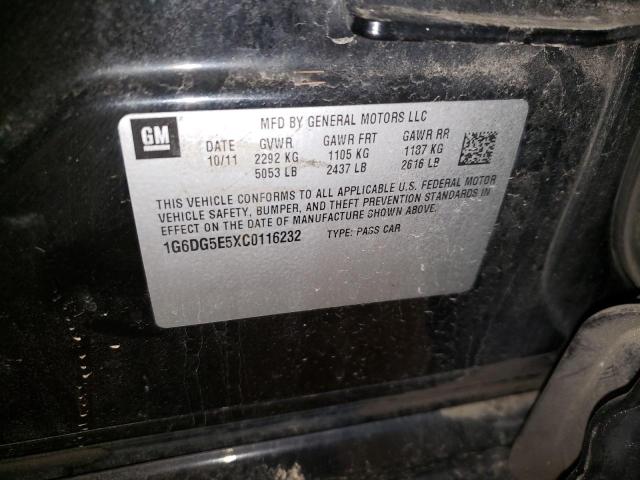 MFD BY GENERAL MOTORS LLC
GM
DATE GVWR GAWR FRT GAWR RR
10/11 2292 KG 1105 KG 1187 KG
5053 LB 2437 LB 2616 LB
THIS VEHICLE CONFORMS TO ALL APPLICABLE U.S. FEDERAL MOTOR
VEHICLE SAFETY, BUMPER, AND THEFT PREVENTION STANDARDS IN
EFFECT ON THE DATE OF MANUFACTURE SHOWN ABOVE.
1G6DG5E5XC0116232 TYPE: PASS CAR